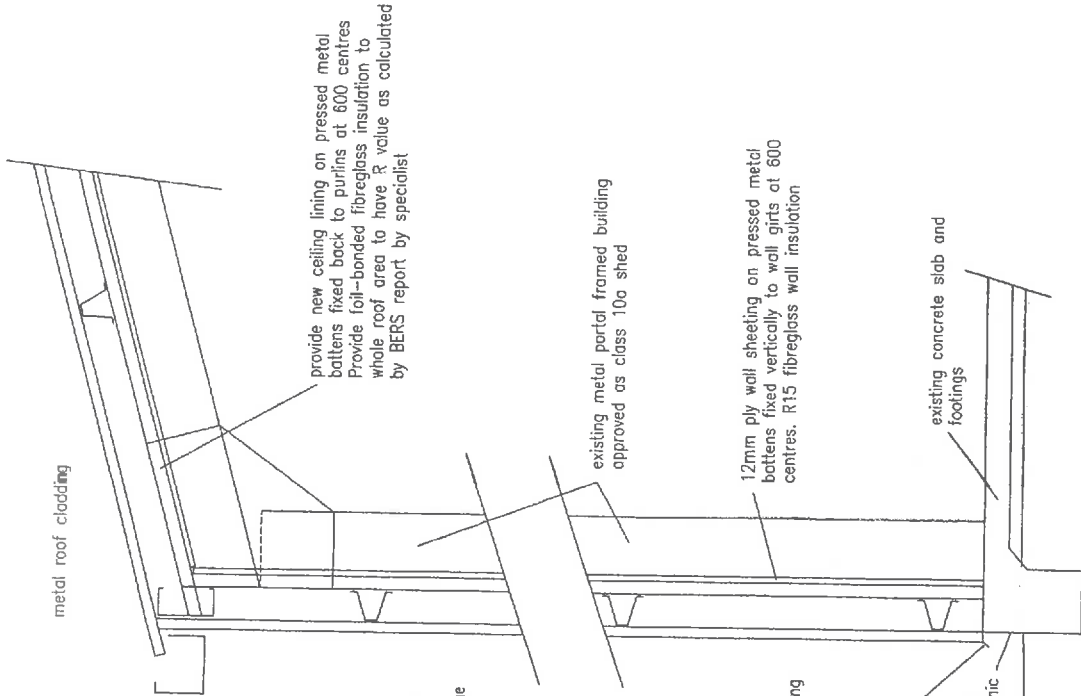 metal roof cladding
provide new ceiling lining on pressed metal
battens fixed back to purlins at 600 centres
Provide foil-bonded fibreglass insulation to
whole roof area to have R value as calculated
by BERS report by specialist
existing metal portal framed building
approved as class 10a shed
12mm ply wall sheeting on pressed metal
battens fixed vertically to wall girts at 600
centres. R15 fibreglass wall insulation
existing concrete slab and
footings